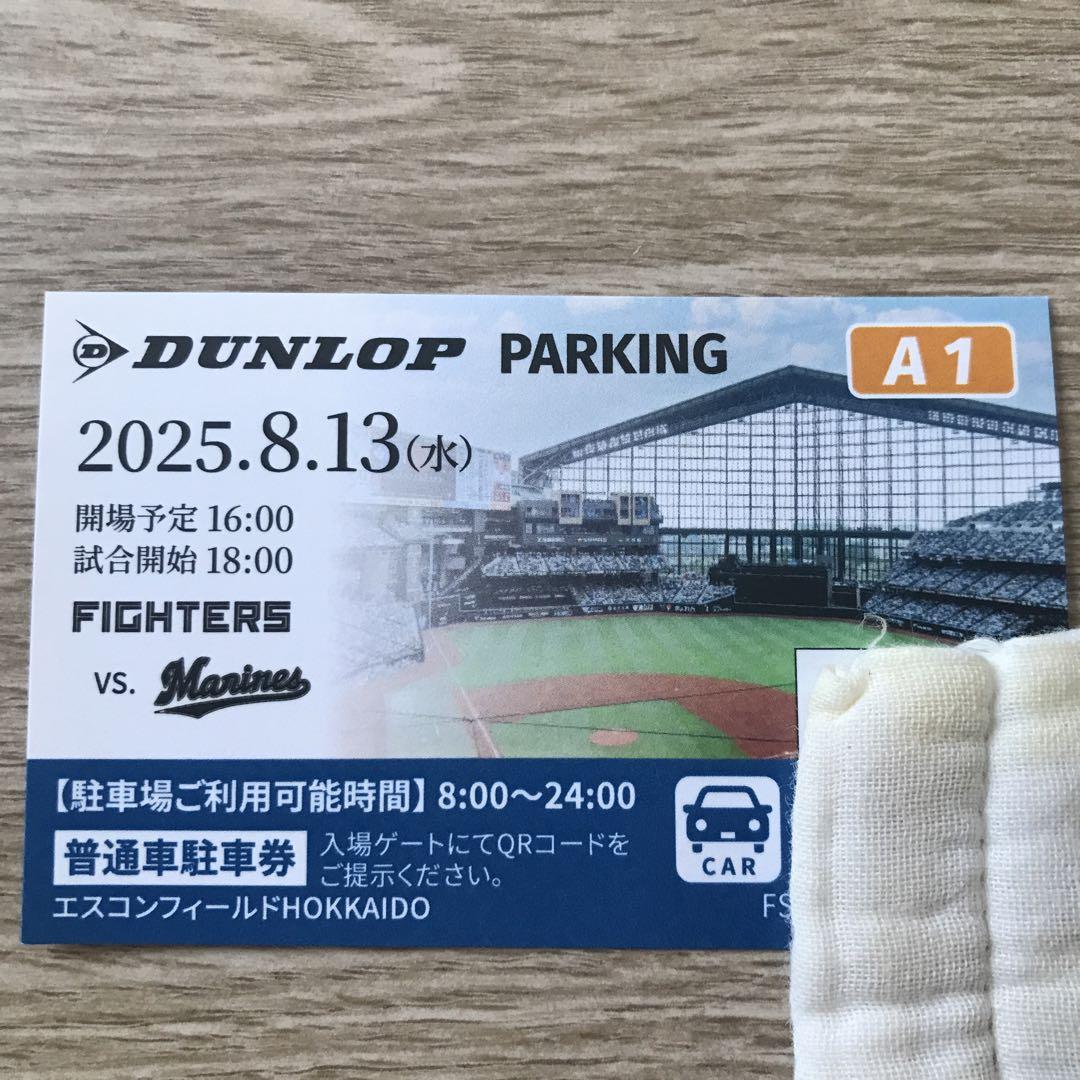 DUNLOP PARKING
A1
2025.8.13(水)
開場予定 16:00
試合開始 18:00
FIGHTERS
vs. Marines
【駐車場ご利用可能時間】8:00～24:00
普通車駐車券
入場ゲートにてQRコードを
ご提示ください。
CAR
エスコンフィールドHOKKAIDO
FS